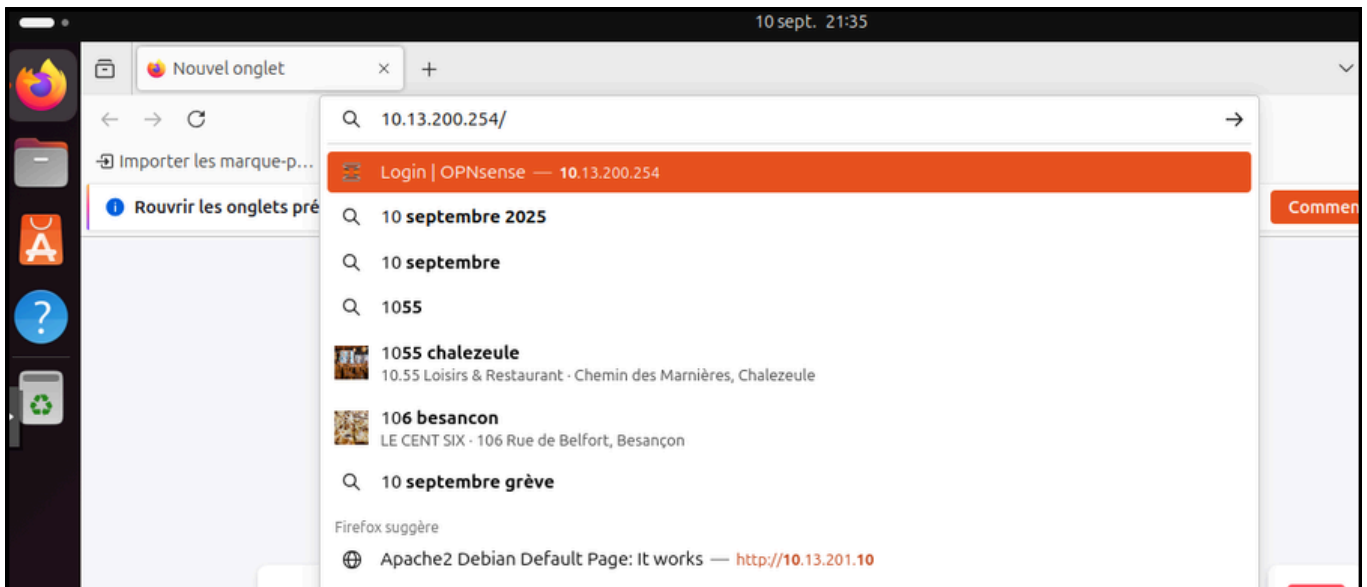 10 sept. 21:35
Nouvel onglet
10.13.200.254/
Importer les marque-p...
Login | OPNsense — 10.13.200.254
Rouvrir les onglets pré
Commen
10 septembre 2025
10 septembre
1055
1055 chalezeule
10.55 Loisirs & Restaurant · Chemin des Marnières, Chalezeule
106 besancon
LE CENT SIX · 106 Rue de Belfort, Besançon
10 septembre grève
Firefox suggère
Apache2 Debian Default Page: It works — http://10.13.201.10